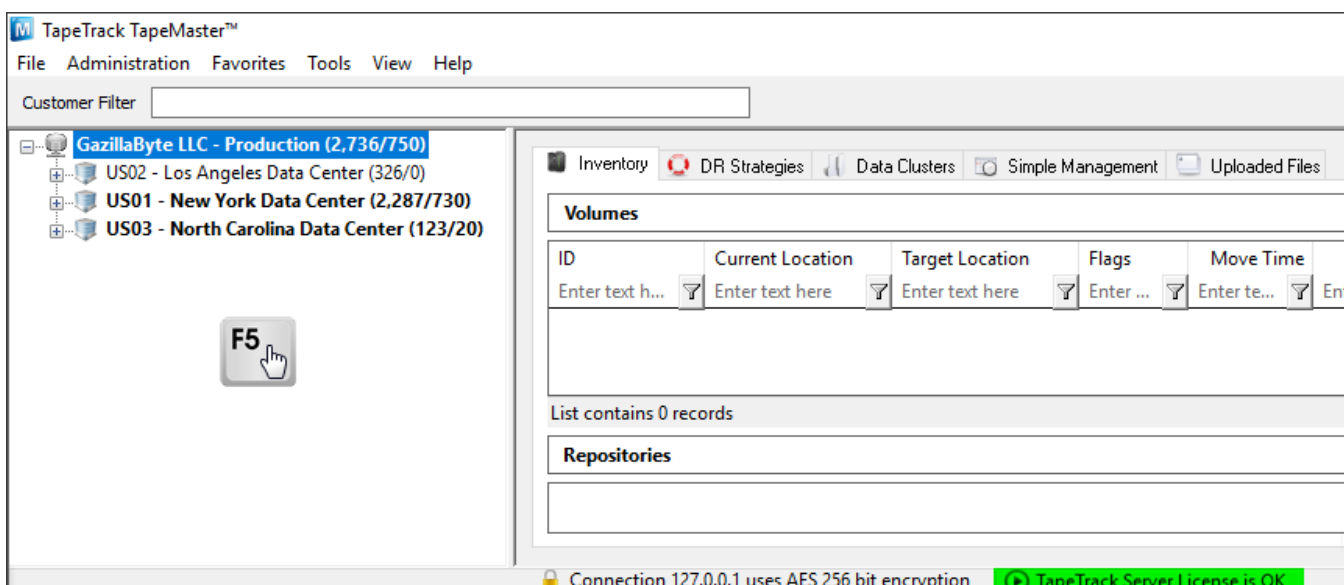 TapeTrack TapeMaster™
File Administration Favorites Tools View Help
Customer Filter
GazillaByte LLC - Production (2,736/750)
US02 - Los Angeles Data Center (326/0)
US01 - New York Data Center (2,287/730)
US03 - North Carolina Data Center (123/20)
F5
Inventory DR Strategies Data Clusters Simple Management Uploaded Files
Volumes
ID Current Location Target Location Flags Move Time
Enter text h... Enter text here Enter text here Enter ... Enter te...
List contains 0 records
Repositories
Connection 127.0.0.1 uses AES 256 bit encryption TapeTrack Server License is OK